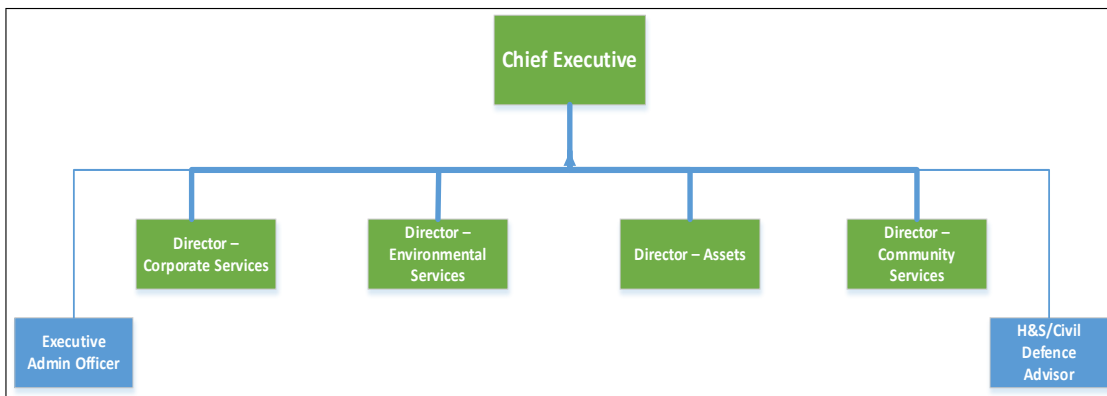 Chief Executive
Director –
Corporate Services
Director –
Environmental
Services
Director – Assets
Director –
Community
Services
Executive
Admin Officer
H&S/Civil
Defence
Advisor